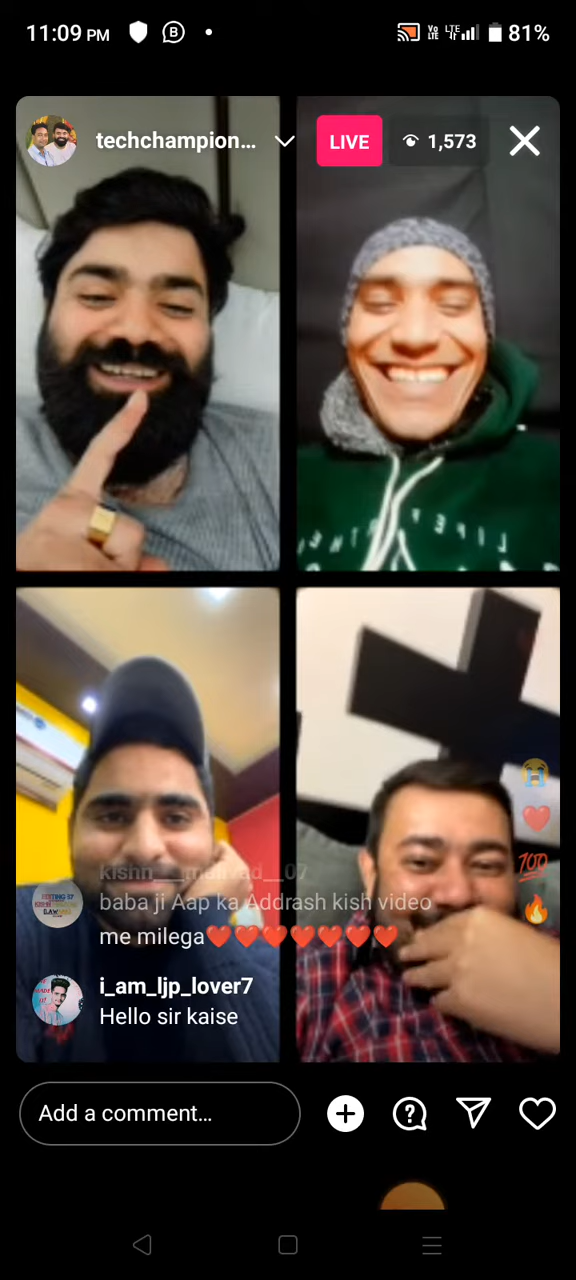 11:09 PM
81%
techchampion...
LIVE
1,573
kishn
baba ji Aap ka Addrash kish video
me milega❤️❤️❤️❤️❤️❤️❤️
i_am_ljp_lover7
Hello sir kaise
Add a comment...